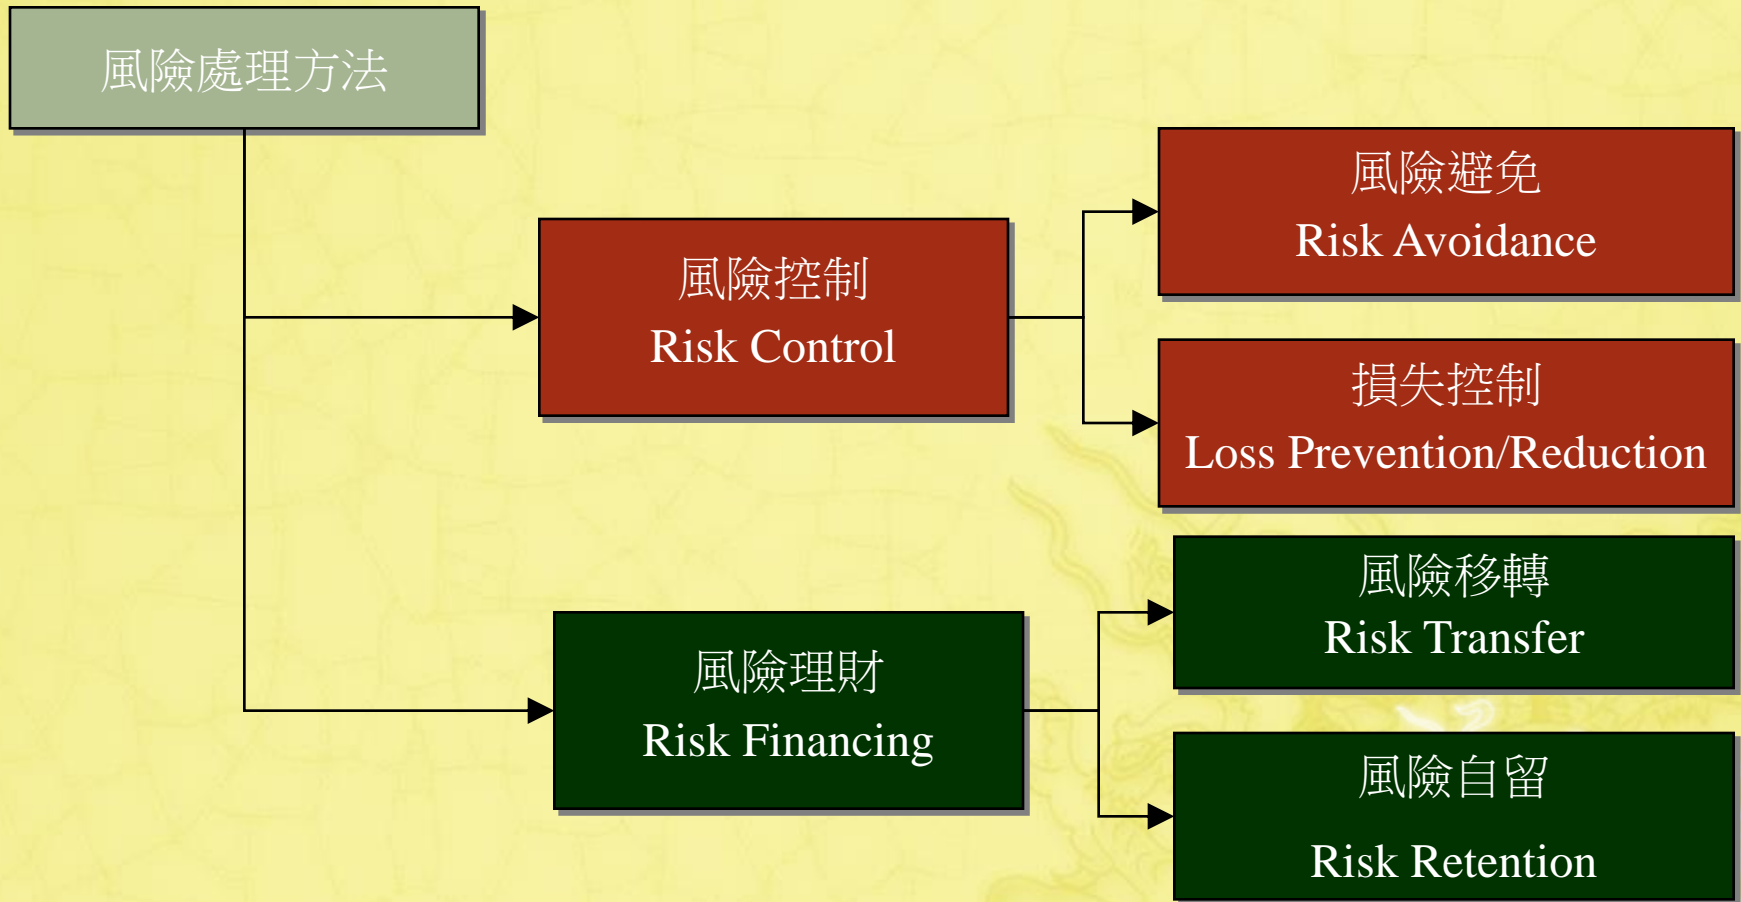 風險處理方法
風險避免
Risk Avoidance
風險控制
Risk Control
損失控制
Loss Prevention/Reduction
風險移轉
Risk Transfer
風險理財
Risk Financing
風險自留
Risk Retention